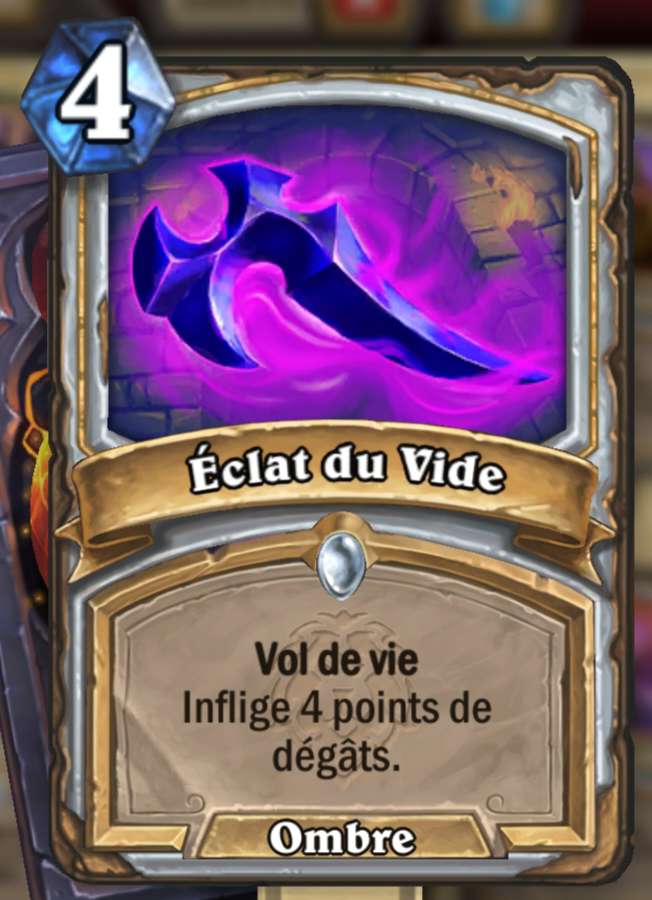 4
Éclat du Vide
Vol de vie
Inflige 4 points de
dégâts.
Ombre